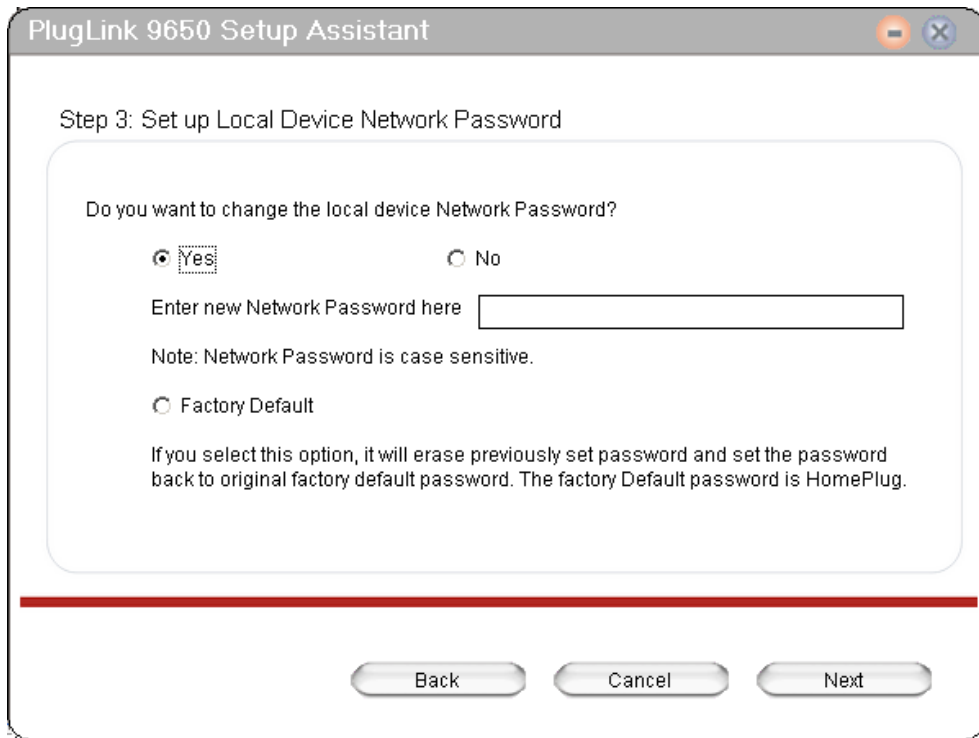 PlugLink 9650 Setup Assistant
Step 3: Set up Local Device Network Password
Do you want to change the local device Network Password?
Yes No
Enter new Network Password here
Note: Network Password is case sensitive.
Factory Default
If you select this option, it will erase previously set password and set the password
back to original factory default password. The factory Default password is HomePlug.
Back Cancel Next